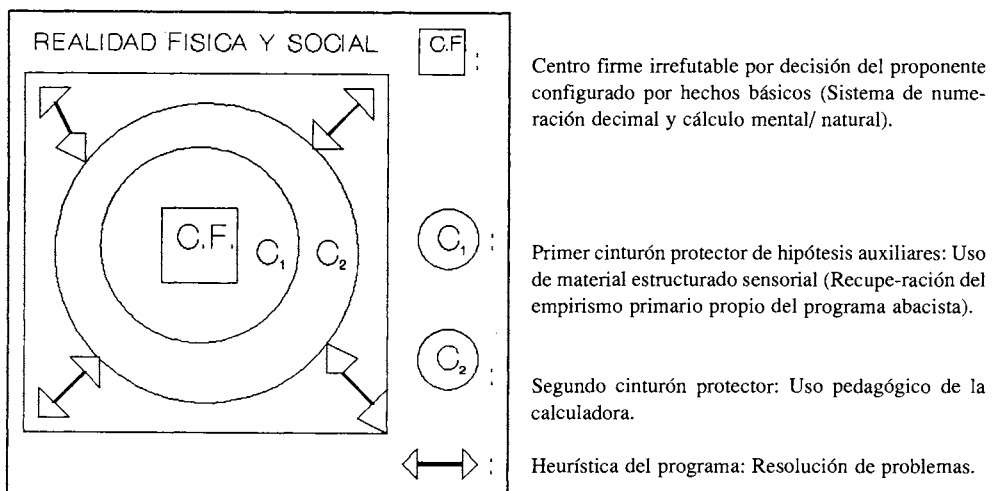 REALIDAD FISICA Y SOCIAL
C.F.
C₁
C₂
C.F :
Centro firme irrefutable por decisión del proponente
configurado por hechos básicos (Sistema de nume-
ración decimal y cálculo mental/ natural).
C₁ :
Primer cinturón protector de hipótesis auxiliares: Uso
de material estructurado sensorial (Recupe-ración del
empirismo primario propio del programa abacista).
C₂ :
Segundo cinturón protector: Uso pedagógico de la
calculadora.
:
Heurística del programa: Resolución de problemas.